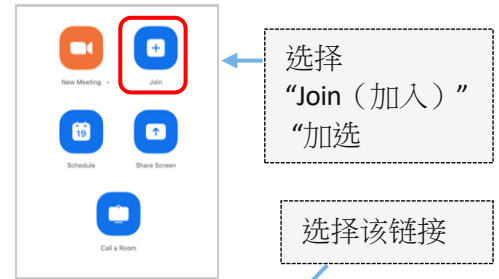 New Meeting
Join
选择
“Join（加入）”
“加选
19
Schedule
Share Screen
Call a Room
选择该链接